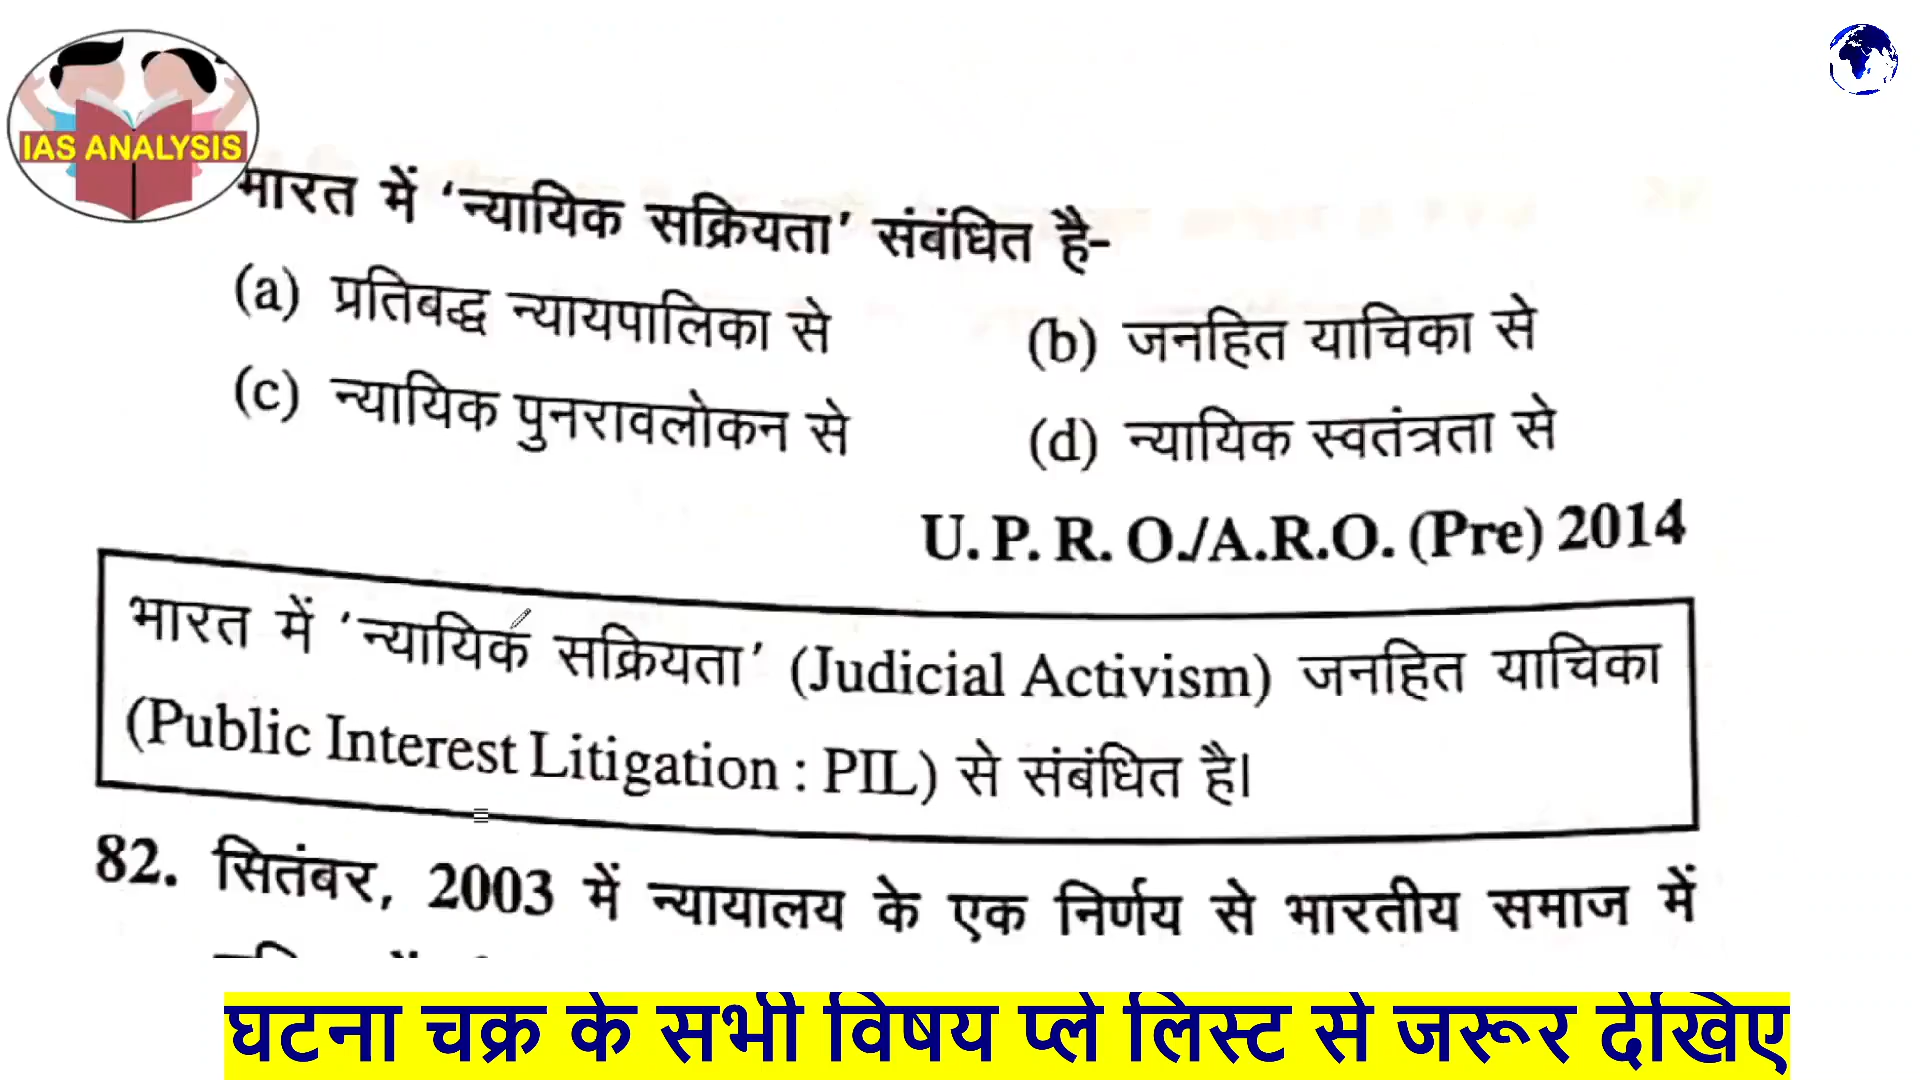 IAS ANALYSIS
भारत में ‘न्यायिक सक्रियता’ संबंधित है-
(a) प्रतिबद्ध न्यायपालिका से (b) जनहित याचिका से
(c) न्यायिक पुनरावलोकन से (d) न्यायिक स्वतंत्रता से
U. P. R. O./A.R.O. (Pre) 2014
भारत में ‘न्यायिक सक्रियता’ (Judicial Activism) जनहित याचिका
(Public Interest Litigation : PIL) से संबंधित है।
82. सितंबर, 2003 में न्यायालय के एक निर्णय से भारतीय समाज में
घटना चक्र के सभी विषय प्ले लिस्ट से जरूर देखिए